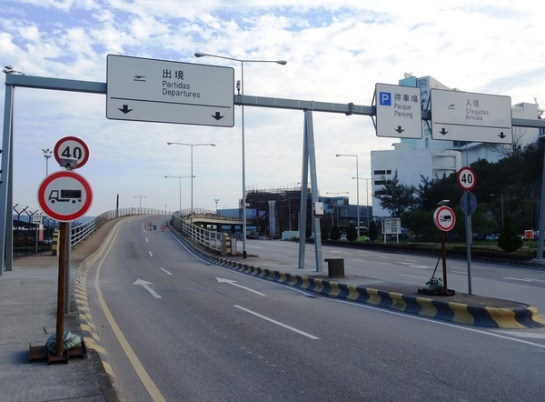 出境
Partidas
Departures
P 停車場
Parque
Parking
入境
Chegadas
Arrivals
40
40